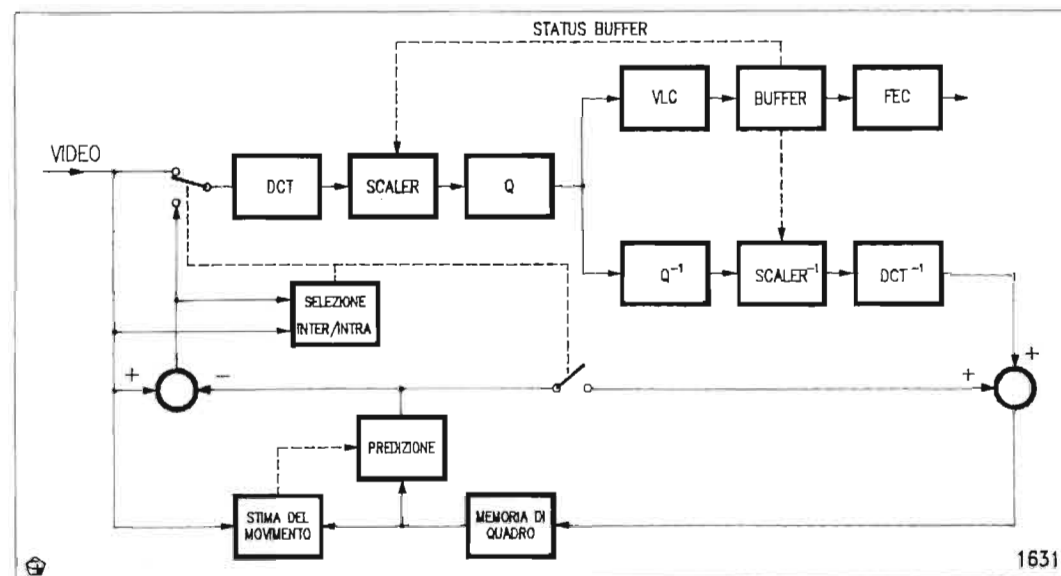 STATUS BUFFER
VLC
BUFFER
FEC
VIDEO
DCT
SCALER
Q
Q⁻¹
SCALER⁻¹
DCT⁻¹
SELEZIONE
INTER/INTRA
+
+
-
+
PREDIZIONE
STIMA DEL
MOVIMENTO
MEMORIA DI
QUADRO
1631